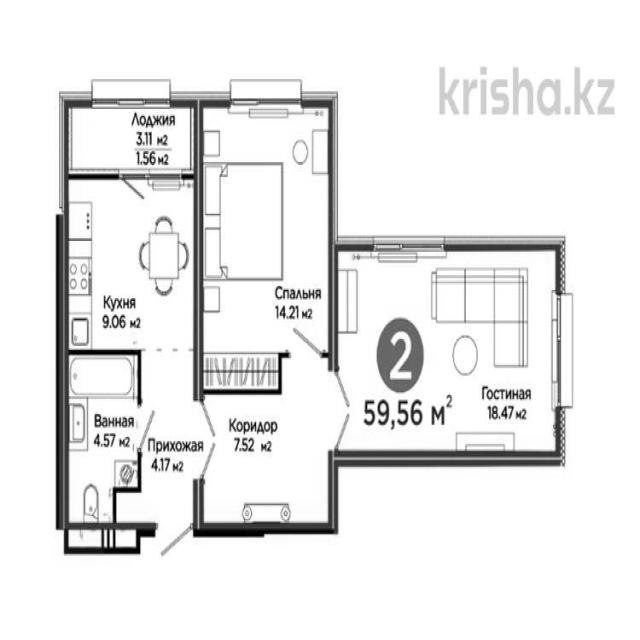 krisha.kz
Лоджия
3.11 м2
1.56 м2
Кухня
9.06 м2
Спальня
14.21 м2
2
59,56 м2
Гостиная
18.47 м2
Ванная
4.57 м2
Прихожая
4.17 м2
Коридор
7.52 м2